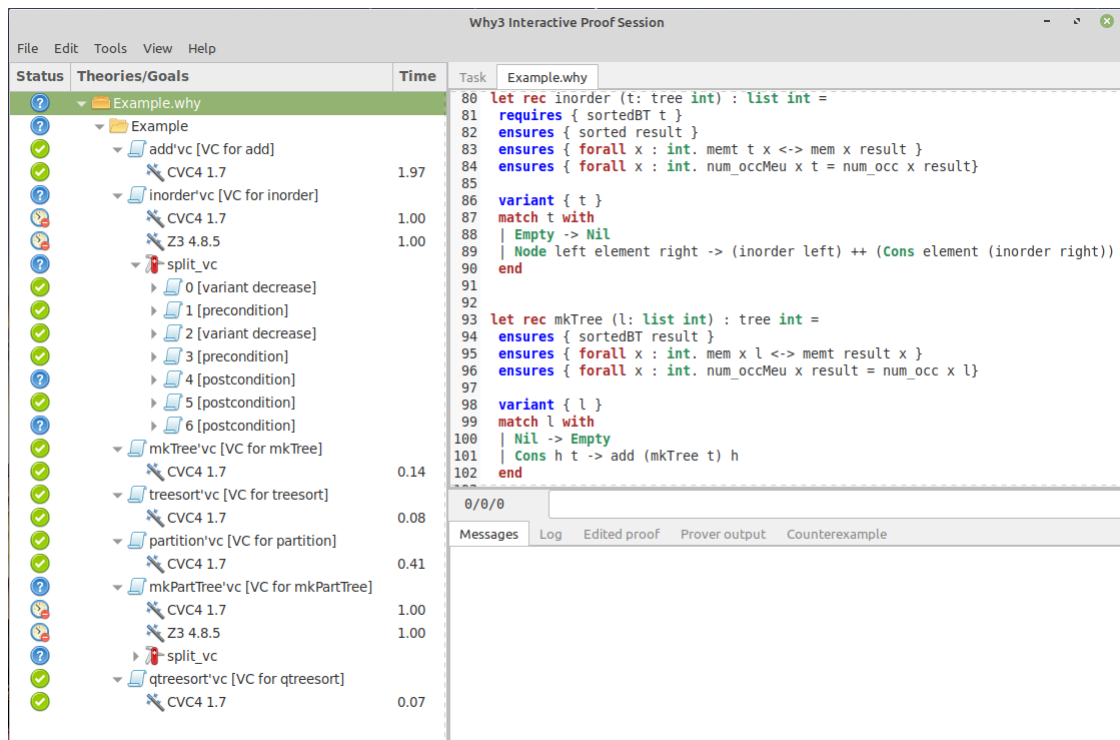 Why3 Interactive Proof Session
File Edit Tools View Help
Status Theories/Goals Time
Example.why
Example
add'vc [VC for add]
CVC4 1.7 1.97
inorder'vc [VC for inorder]
CVC4 1.7 1.00
Z3 4.8.5 1.00
split_vc
0 [variant decrease]
1 [precondition]
2 [variant decrease]
3 [precondition]
4 [postcondition]
5 [postcondition]
6 [postcondition]
mkTree'vc [VC for mkTree]
CVC4 1.7 0.14
treesort'vc [VC for treesort]
CVC4 1.7 0.08
partition'vc [VC for partition]
CVC4 1.7 0.41
mkPartTree'vc [VC for mkPartTree]
CVC4 1.7 1.00
Z3 4.8.5 1.00
split_vc
qtreesort'vc [VC for qtreesort]
CVC4 1.7 0.07
Task Example.why
80 let rec inorder (t: tree int) : list int =
81 requires { sortedBT t }
82 ensures { sorted result }
83 ensures { forall x : int. memt t x <-> mem x result }
84 ensures { forall x : int. num_occMeu x t = num_occ x result}
85
86 variant { t }
87 match t with
88 | Empty -> Nil
89 | Node left element right -> (inorder left) ++ (Cons element (inorder right))
90 end
91
92
93 let rec mkTree (l: list int) : tree int =
94 ensures { sortedBT result }
95 ensures { forall x : int. mem x l <-> memt result x }
96 ensures { forall x : int. num_occMeu x result = num_occ x l}
97
98 variant { l }
99 match l with
100 | Nil -> Empty
101 | Cons h t -> add (mkTree t) h
102 end
0/0/0
Messages Log Edited proof Prover output Counterexample